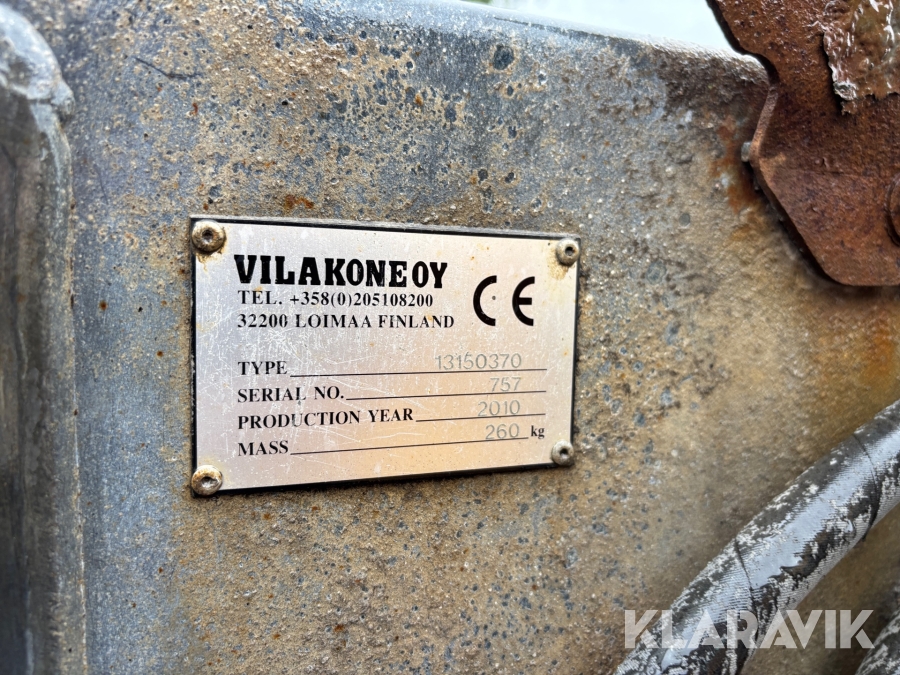 VILAKONE OY
TEL. +358(0)205108200
32200 LOIMAA FINLAND
CE
TYPE 13150370
SERIAL NO. 757
PRODUCTION YEAR 2010
MASS 260 kg
KLARAVIK